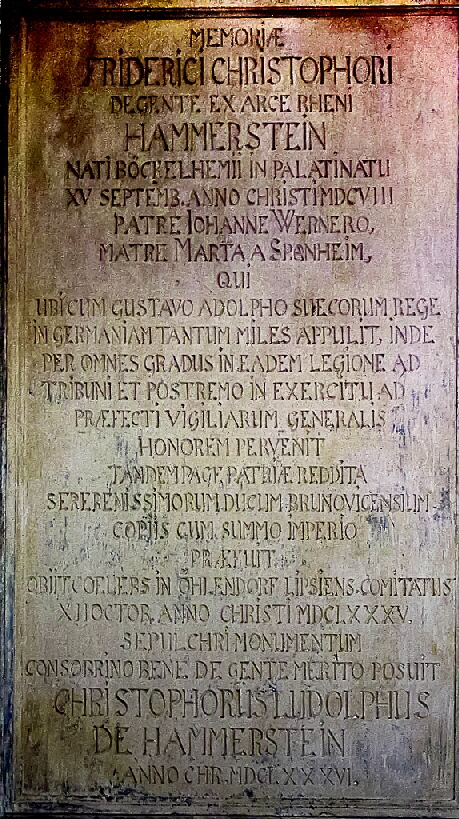 MEMORIÆ
FRIDERICI CHRISTOPHORI
DE GENTE EX ARCE RHENI
HAMMERSTEIN
NATI BÖCKELHEMII IN PALATINATU
XV SEPTEMB. ANNO CHRISTI MDCVIII
PATRE IOHANNE WERNERO,
MATRE MARTA A SPANHEIM,
QUI
UBI CUM GUSTAVO ADOLPHO SUECORUM REGE
IN GERMANIAM TANTUM MILES APPULIT, INDE
PER OMNES GRADUS IN EADEM LEGIONE AD
TRIBUNI ET POSTREMO IN EXERCITU AD
PRÆFECTI VIGILIARUM GENERALIS
HONOREM PERVENIT
TANDEM PACE PATRIÆ REDDITA
SERERENISSIMORUM DUCUM BRUNOVICENSIUM
COPIIS CUM SUMMO IMPERIO
PRÆFUIT.
OBIIT COELEBS IN OHLENDORF LIPSIENS. COMITATUS
XII OCTOB. ANNO CHRISTI MDCLXXXV.
SEPULCHRI MONUMENTUM
CONSOBRINO BENE DE GENTE MERITO POSUIT
CHRISTOPHORUS LUDOLPHUS
DE HAMMERSTEIN
ANNO CHR. MDCLXXXVI.